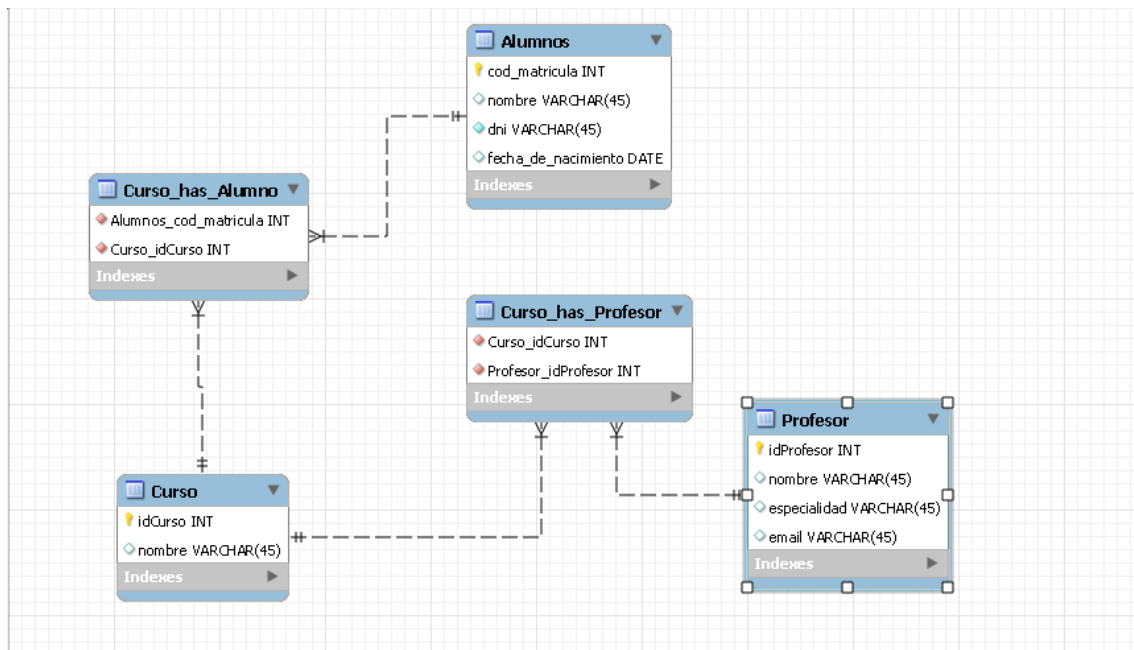 Alumnos
cod_matricula INT
nombre VARCHAR(45)
dni VARCHAR(45)
fecha_de_nacimiento DATE
Indexes
Curso_has_Alumno
Alumnos_cod_matricula INT
Curso_idCurso INT
Indexes
Curso_has_Profesor
Curso_idCurso INT
Profesor_idProfesor INT
Indexes
Profesor
idProfesor INT
nombre VARCHAR(45)
especialidad VARCHAR(45)
email VARCHAR(45)
Indexes
Curso
idCurso INT
nombre VARCHAR(45)
Indexes